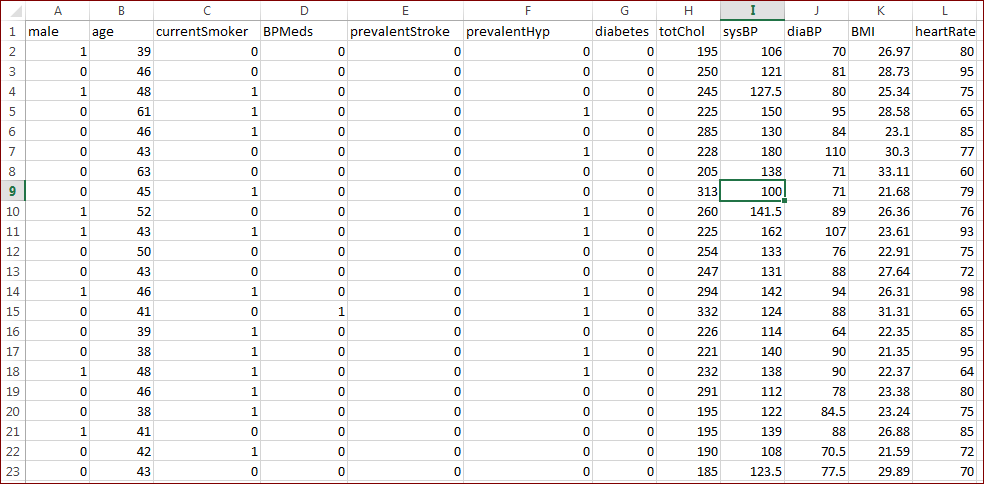 A B C D E F G H I J K L
1 male age currentSmoker BPMeds prevalentStroke prevalentHyp diabetes totChol sysBP diaBP BMI heartRate
2 1 39 0 0 0 0 0 195 106 70 26.97 80
3 0 46 0 0 0 0 0 250 121 81 28.73 95
4 1 48 1 0 0 0 0 245 127.5 80 25.34 75
5 0 61 1 0 0 1 0 225 150 95 28.58 65
6 0 46 1 0 0 0 0 285 130 84 23.1 85
7 0 43 0 0 0 1 0 228 180 110 30.3 77
8 0 63 0 0 0 0 0 205 138 71 33.11 60
9 0 45 1 0 0 0 0 313 100 71 21.68 79
10 1 52 0 0 0 1 0 260 141.5 89 26.36 76
11 1 43 1 0 0 1 0 225 162 107 23.61 93
12 0 50 0 0 0 0 0 254 133 76 22.91 75
13 0 43 0 0 0 0 0 247 131 88 27.64 72
14 1 46 1 0 0 1 0 294 142 94 26.31 98
15 0 41 0 1 0 1 0 332 124 88 31.31 65
16 0 39 1 0 0 0 0 226 114 64 22.35 85
17 0 38 1 0 0 1 0 221 140 90 21.35 95
18 1 48 1 0 0 1 0 232 138 90 22.37 64
19 0 46 1 0 0 0 0 291 112 78 23.38 80
20 0 38 1 0 0 0 0 195 122 84.5 23.24 75
21 1 41 0 0 0 0 0 195 139 88 26.88 85
22 0 42 1 0 0 0 0 190 108 70.5 21.59 72
23 0 43 0 0 0 0 0 185 123.5 77.5 29.89 70